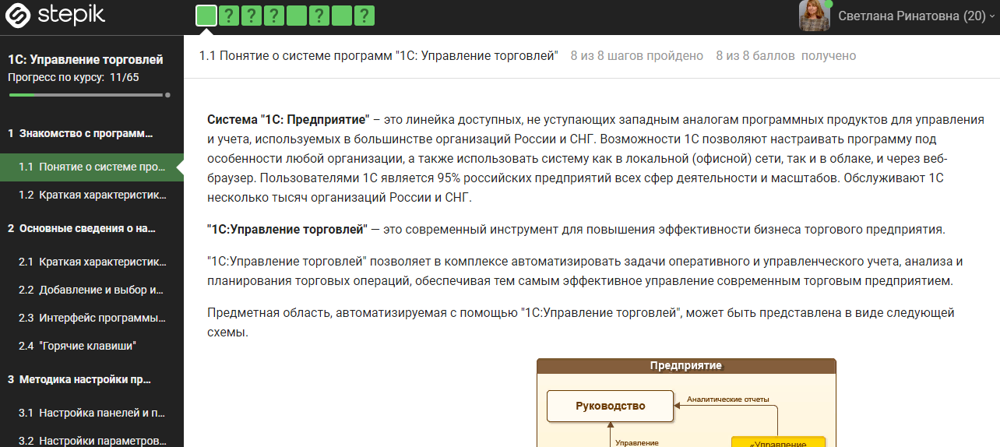 stepik
? ? ? ? ?
Светлана Ринатовна (20)
1С: Управление торговлей
Прогресс по курсу: 11/65
1 Знакомство с программ...
1.1 Понятие о системе про...
1.2 Краткая характеристик...
2 Основные сведения о на...
2.1 Краткая характеристик...
2.2 Добавление и выбор и...
2.3 Интерфейс программы...
2.4 "Горячие клавиши"
3 Методика настройки пр...
3.1 Настройка панелей и п...
3.2 Настройки параметров...
1.1 Понятие о системе программ "1С: Управление торговлей" 8 из 8 шагов пройдено 8 из 8 баллов получено
Система "1С: Предприятие" – это линейка доступных, не уступающих западным аналогам программных продуктов для управления
и учета, используемых в большинстве организаций России и СНГ. Возможности 1С позволяют настраивать программу под
особенности любой организации, а также использовать систему как в локальной (офисной) сети, так и в облаке, и через веб-
браузер. Пользователями 1С является 95% российских предприятий всех сфер деятельности и масштабов. Обслуживают 1С
несколько тысяч организаций России и СНГ.
"1С:Управление торговлей" — это современный инструмент для повышения эффективности бизнеса торгового предприятия.
"1С:Управление торговлей" позволяет в комплексе автоматизировать задачи оперативного и управленческого учета, анализа и
планирования торговых операций, обеспечивая тем самым эффективное управление современным торговым предприятием.
Предметная область, автоматизируемая с помощью "1С:Управление торговлей", может быть представлена в виде следующей
схемы.
Предприятие
Руководство
Аналитические отчеты
Управление
«Управление